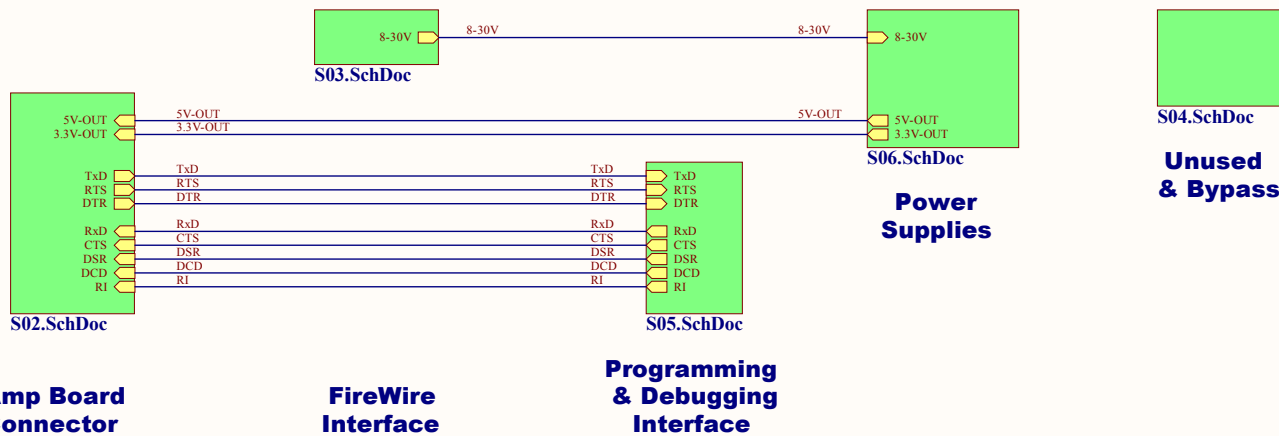 8-30V
8-30V
8-30V
8-30V
S03.SchDoc
5V-OUT
3.3V-OUT
5V-OUT
3.3V-OUT
5V-OUT
5V-OUT
3.3V-OUT
S06.SchDoc
S04.SchDoc
Unused
& Bypass
Power
Supplies
TxD
RTS
DTR
RxD
CTS
DSR
DCD
RI
TxD
RTS
DTR
RxD
CTS
DSR
DCD
RI
TxD
RTS
DTR
RxD
CTS
DSR
DCD
RI
TxD
RTS
DTR
RxD
CTS
DSR
DCD
RI
S02.SchDoc
S05.SchDoc
mp Board
onnector
FireWire
Interface
Programming
& Debugging
Interface